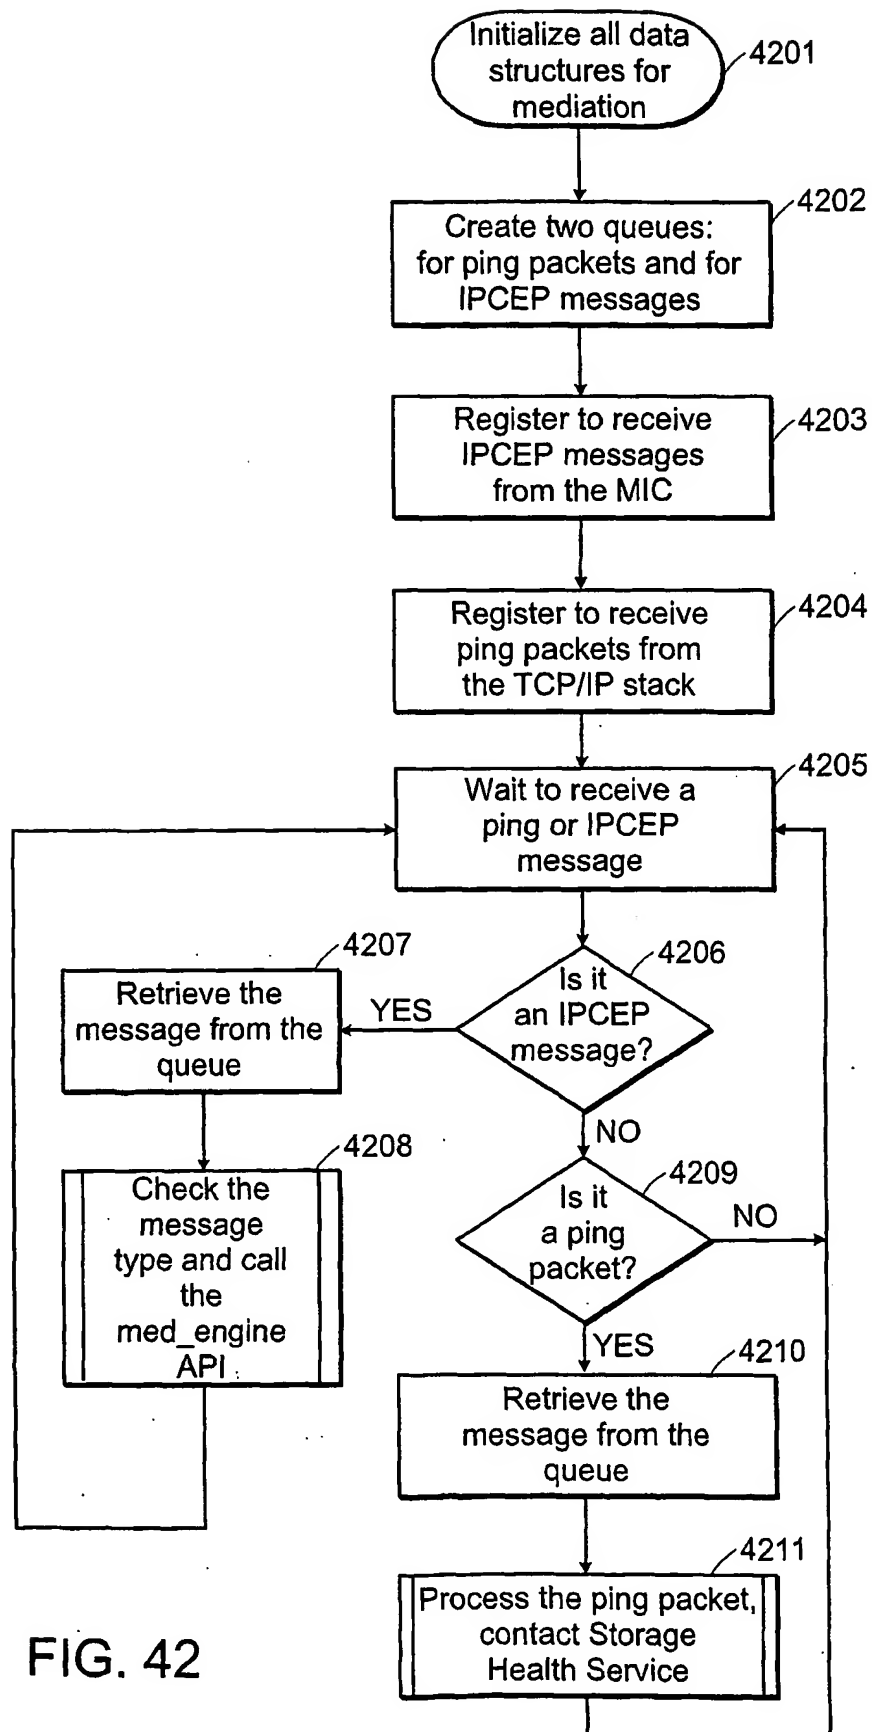 Initialize all data
structures for
mediation
4201
4202
Create two queues:
for ping packets and for
IPCEP messages
4203
Register to receive
IPCEP messages
from the MIC
4204
Register to receive
ping packets from
the TCP/IP stack
4205
Wait to receive a
ping or IPCEP
message
4206
Is it
an IPCEP
message?
YES
4207
Retrieve the
message from the
queue
4208
Check the
message
type and call
the
med_engine
API
NO
4209
Is it
a ping
packet?
NO
YES
4210
Retrieve the
message from the
queue
4211
Process the ping packet,
contact Storage
Health Service
FIG. 42